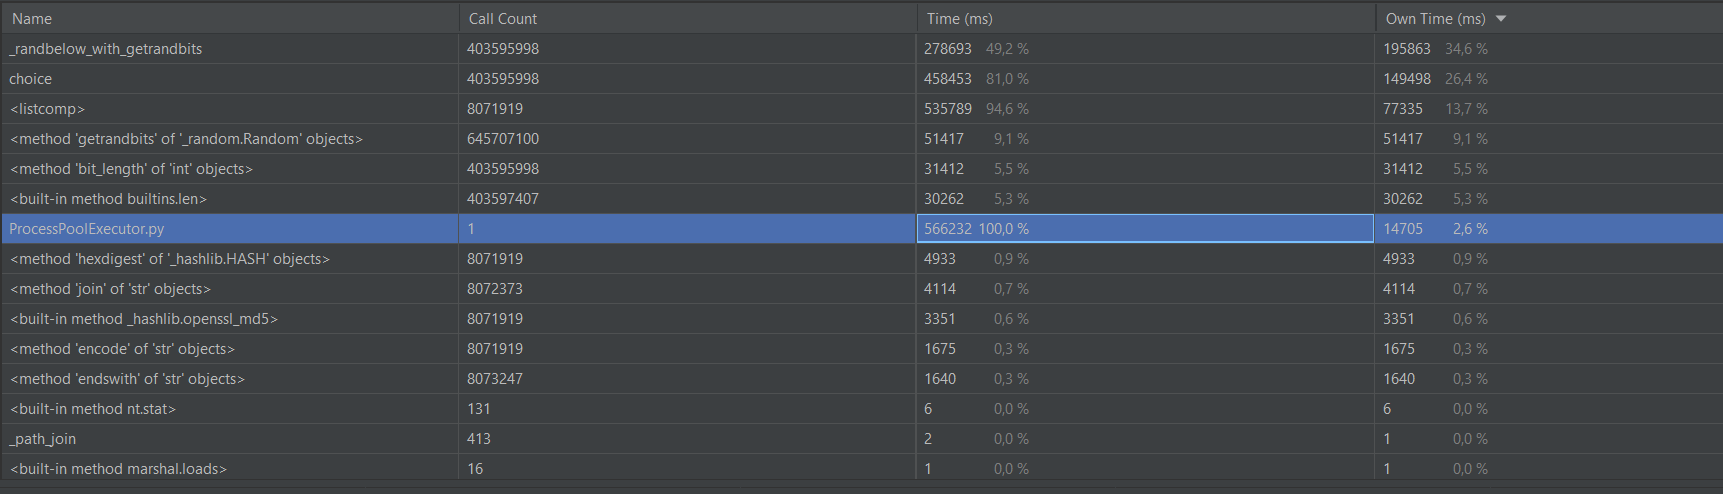 Name Call Count Time (ms) Own Time (ms)
_randbelow_with_getrandbits 403595998 278693 49,2 % 195863 34,6 %
choice 403595998 458453 81,0 % 149498 26,4 %
<listcomp> 8071919 535789 94,6 % 77335 13,7 %
<method 'getrandbits' of '_random.Random' objects> 645707100 51417 9,1 % 51417 9,1 %
<method 'bit_length' of 'int' objects> 403595998 31412 5,5 % 31412 5,5 %
<built-in method builtins.len> 403597407 30262 5,3 % 30262 5,3 %
ProcessPoolExecutor.py 1 566232 100,0 % 14705 2,6 %
<method 'hexdigest' of '_hashlib.HASH' objects> 8071919 4933 0,9 % 4933 0,9 %
<method 'join' of 'str' objects> 8072373 4114 0,7 % 4114 0,7 %
<built-in method _hashlib.openssl_md5> 8071919 3351 0,6 % 3351 0,6 %
<method 'encode' of 'str' objects> 8071919 1675 0,3 % 1675 0,3 %
<method 'endswith' of 'str' objects> 8073247 1640 0,3 % 1640 0,3 %
<built-in method nt.stat> 131 6 0,0 % 6 0,0 %
_path_join 413 2 0,0 % 1 0,0 %
<built-in method marshal.loads> 16 1 0,0 % 1 0,0 %